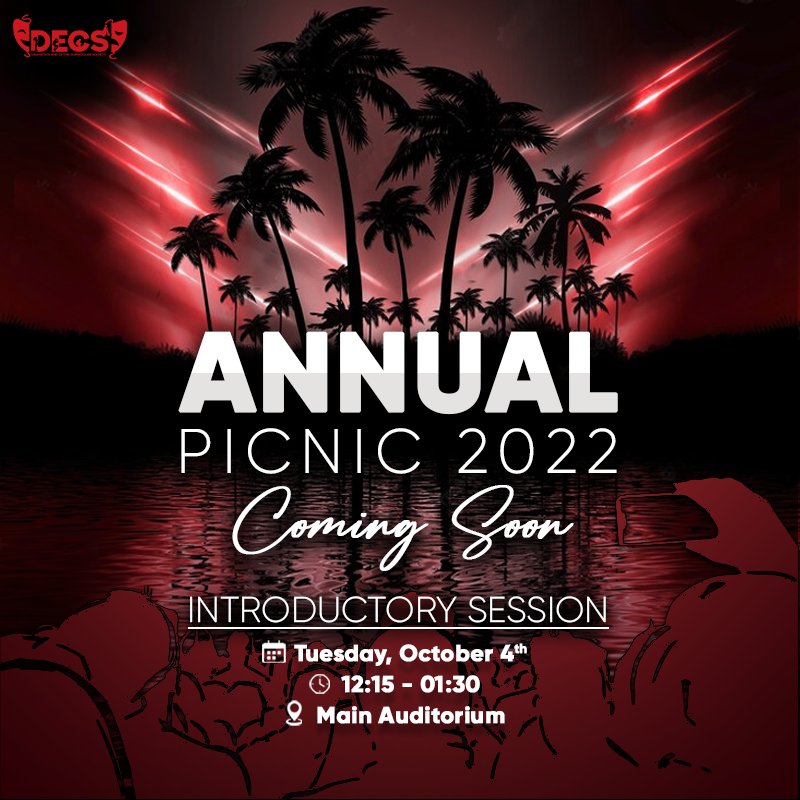 DECS
ANNUAL
PICNIC 2022
Coming Soon
INTRODUCTORY SESSION
Tuesday, October 4th
12:15 - 01:30
Main Auditorium